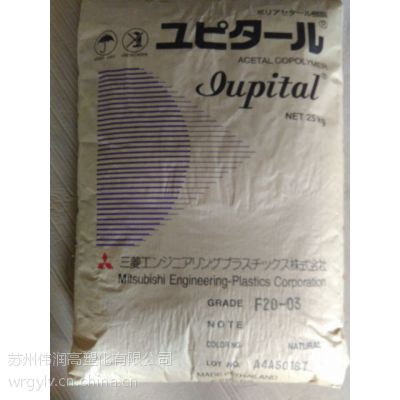 ポリアセタール樹脂
ユピタール®
ACETAL COPOLYMER
Iupital®
NET 25kg
三菱エンジニアリングプラスチックス株式会社
Mitsubishi Engineering-Plastics Corporation
GRADE F20-03
NOTE
COLORING NATURAL
LOT NO.
MADE IN THAILAND
苏州伟润高塑化有限公司
wrgylv.cn.china.cn